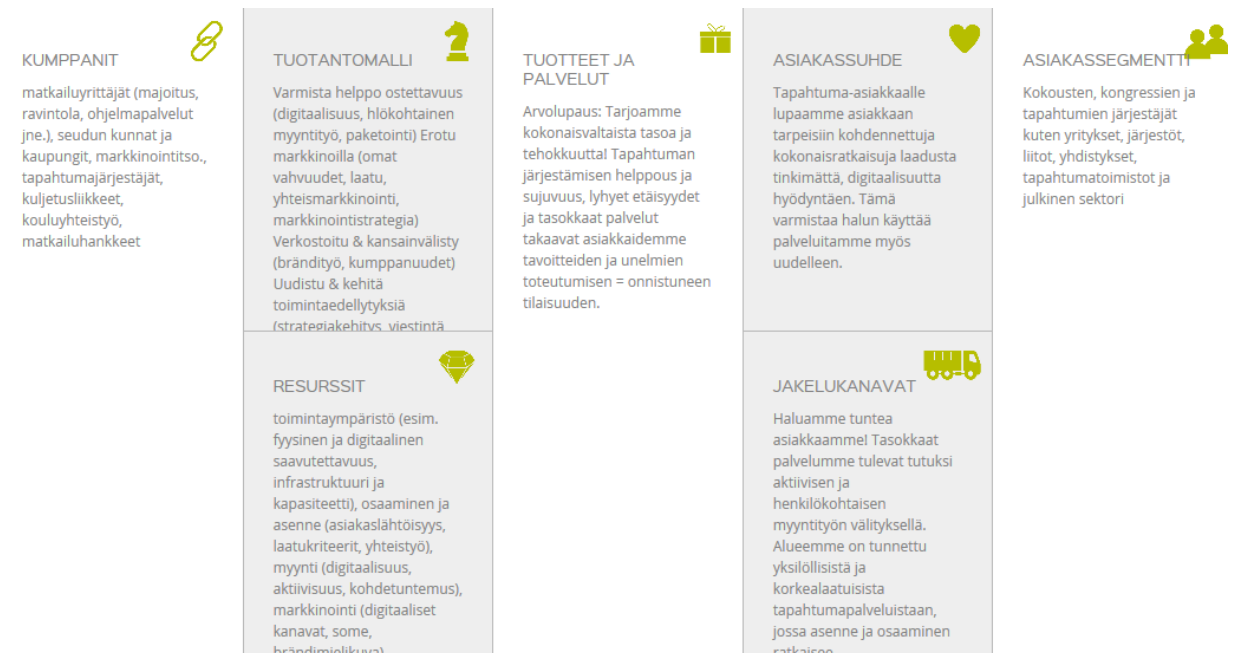 KUMPPANIT
matkailuyrittäjät (majoitus,
ravintola, ohjelmapalvelut
jne.), seudun kunnat ja
kaupungit, markkinointitso.,
tapahtumajärjestäjät,
kuljetusliikkeet,
kouluyhteistyö,
matkailuhankkeet
TUOTANTOMALLI
Varmista helppo ostettavuus
(digitaalisuus, hlökohtainen
myyntityö, paketointi) Erotu
markkinoilla (omat
vahvuudet, laatu,
yhteismarkkinointi,
markkinointistrategia)
Verkostoitu & kansainvälisty
(brändityö, kumppanuudet)
Uudistu & kehitä
toimintaedellytyksiä
(strategiakehitys, viestintä
RESURSSIT
toimintaympäristö (esim.
fyysinen ja digitaalinen
saavutettavuus,
infrastruktuuri ja
kapasiteetti), osaaminen ja
asenne (asiakaslähtöisyys,
laatukriteerit, yhteistyö),
myynti (digitaalisuus,
aktiivisuus, kohdetuntemus),
markkinointi (digitaaliset
kanavat, some,
brändimielikuva)
TUOTTEET JA
PALVELUT
Arvolupaus: Tarjoamme
kokonaisvaltaista tasoa ja
tehokkuutta! Tapahtuman
järjestämisen helppous ja
sujuvuus, lyhyet etäisyydet
ja tasokkaat palvelut
takaavat asiakkaidemme
tavoitteiden ja unelmien
toteutumisen = onnistuneen
tilaisuuden.
ASIAKASSUHDE
Tapahtuma-asiakkaalle
lupaamme asiakkaan
tarpeisiin kohdennettuja
kokonaisratkaisuja laadusta
tinkimättä, digitaalisuutta
hyödyntäen. Tämä
varmistaa halun käyttää
palveluitamme myös
uudelleen.
JAKELUKANAVAT
Haluamme tuntea
asiakkaamme! Tasokkaat
palvelumme tulevat tutuksi
aktiivisen ja
henkilökohtaisen
myyntityön välityksellä.
Alueemme on tunnettu
yksilöllisistä ja
korkealaatuisista
tapahtumapalveluistaan,
jossa asenne ja osaaminen
ratkaisee
ASIAKASSEGMENTTI
Kokousten, kongressien ja
tapahtumien järjestäjät
kuten yritykset, järjestöt,
liitot, yhdistykset,
tapahtumatoimistot ja
julkinen sektori